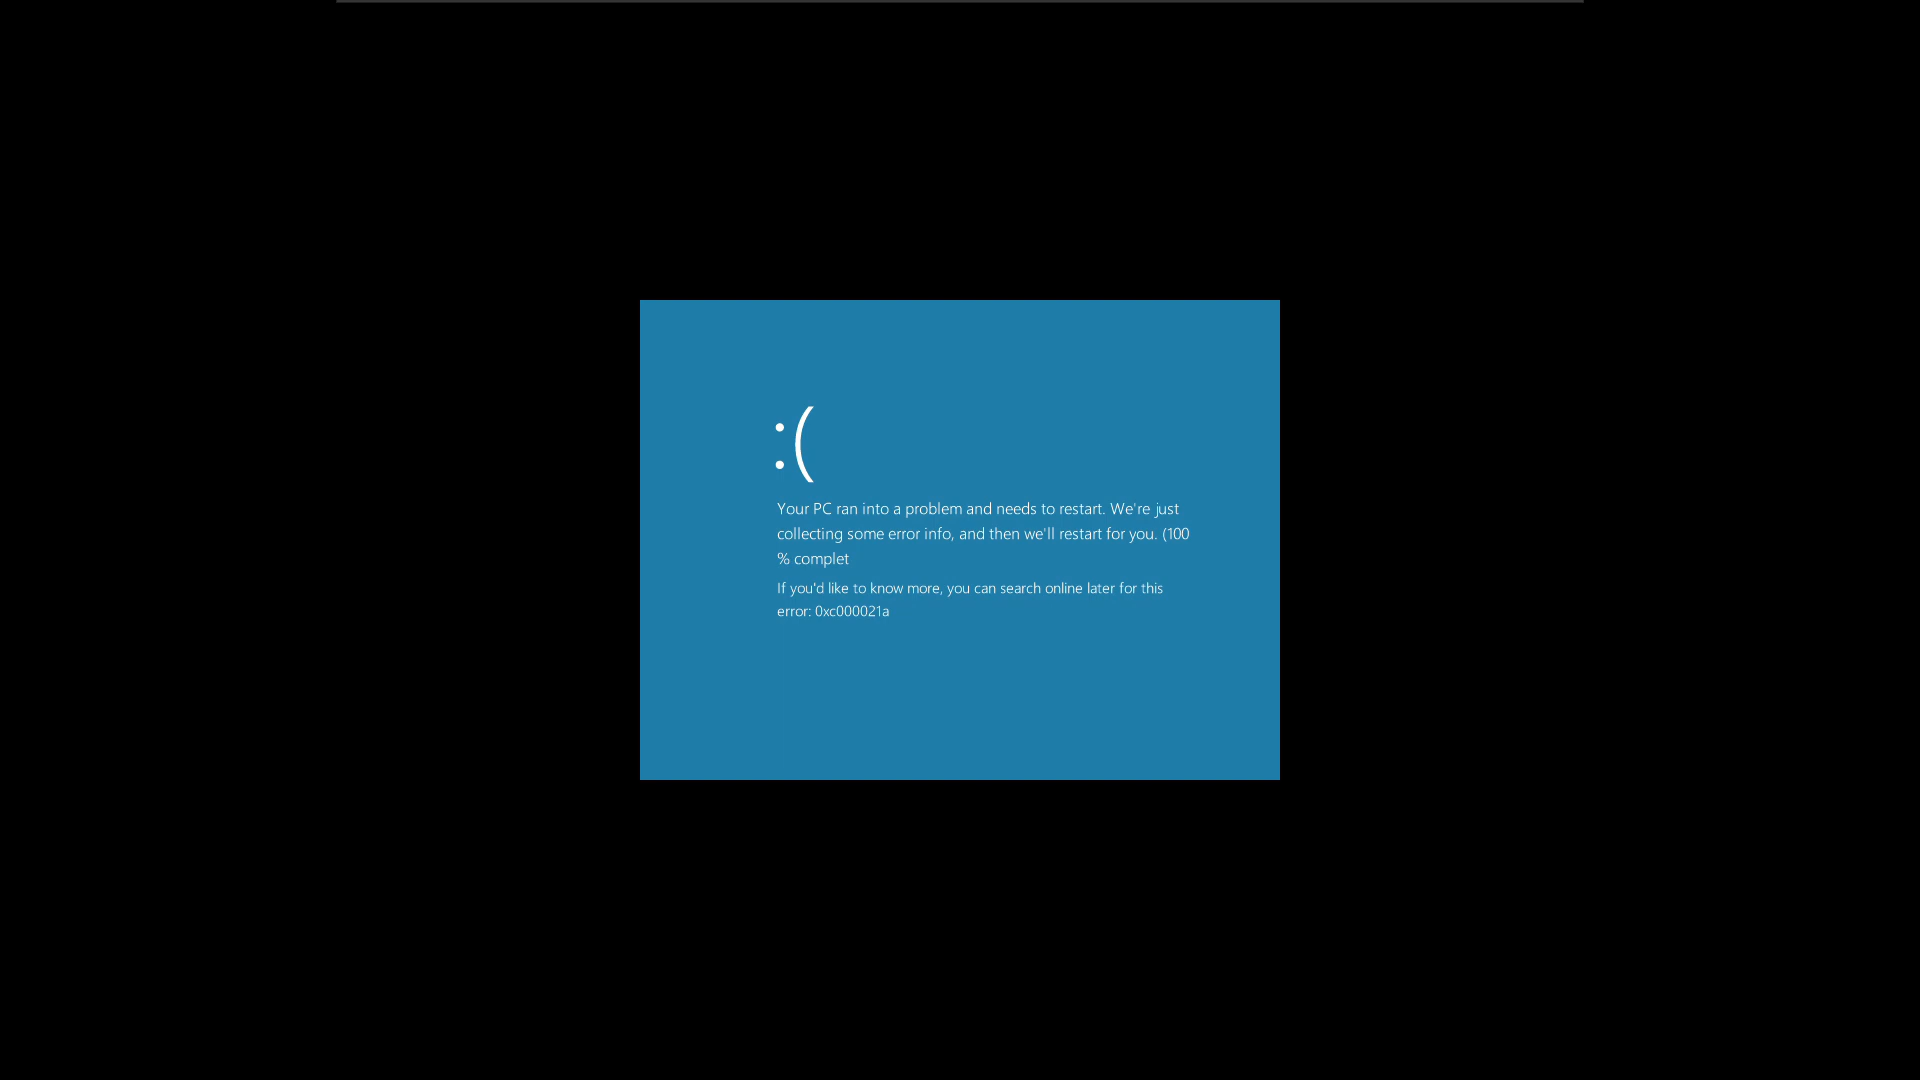 :(
Your PC ran into a problem and needs to restart. We're just
collecting some error info, and then we'll restart for you. (100
% complet
If you'd like to know more, you can search online later for this
error: 0xc000021a